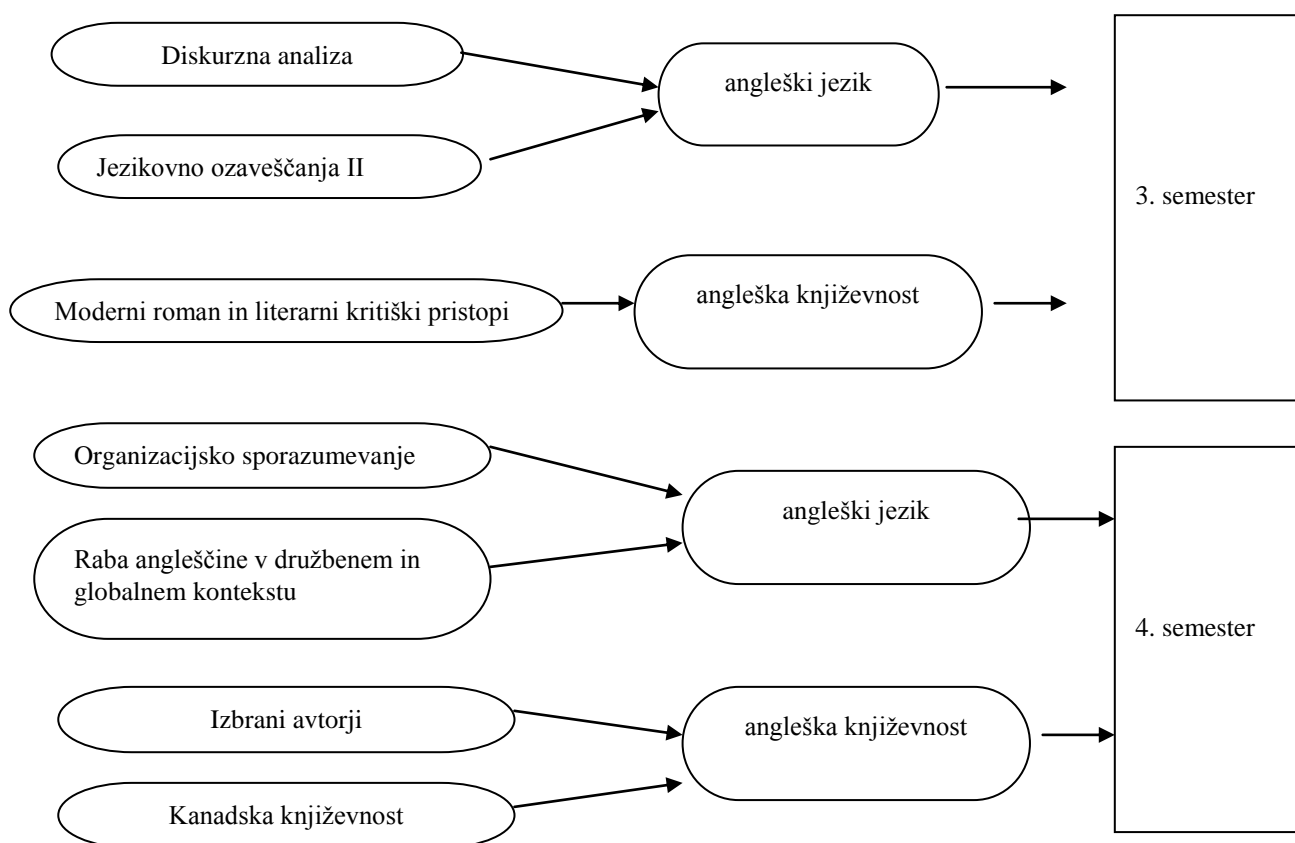 Diskurzna analiza
angleški jezik
Jezikovno ozaveščanja II
3. semester
Moderni roman in literarni kritiški pristopi
angleška književnost
Organizacijsko sporazumevanje
angleški jezik
Raba angleščine v družbenem in
globalnem kontekstu
4. semester
Izbrani avtorji
angleška književnost
Kanadska književnost